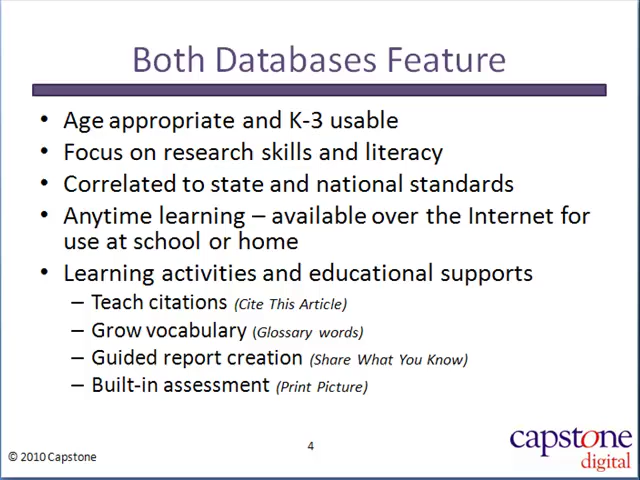 Both Databases Feature
• Age appropriate and K-3 usable
• Focus on research skills and literacy
• Correlated to state and national standards
• Anytime learning – available over the Internet for
use at school or home
• Learning activities and educational supports
– Teach citations (Cite This Article)
– Grow vocabulary (Glossary words)
– Guided report creation (Share What You Know)
– Built-in assessment (Print Picture)
© 2010 Capstone
4
capstone
digital